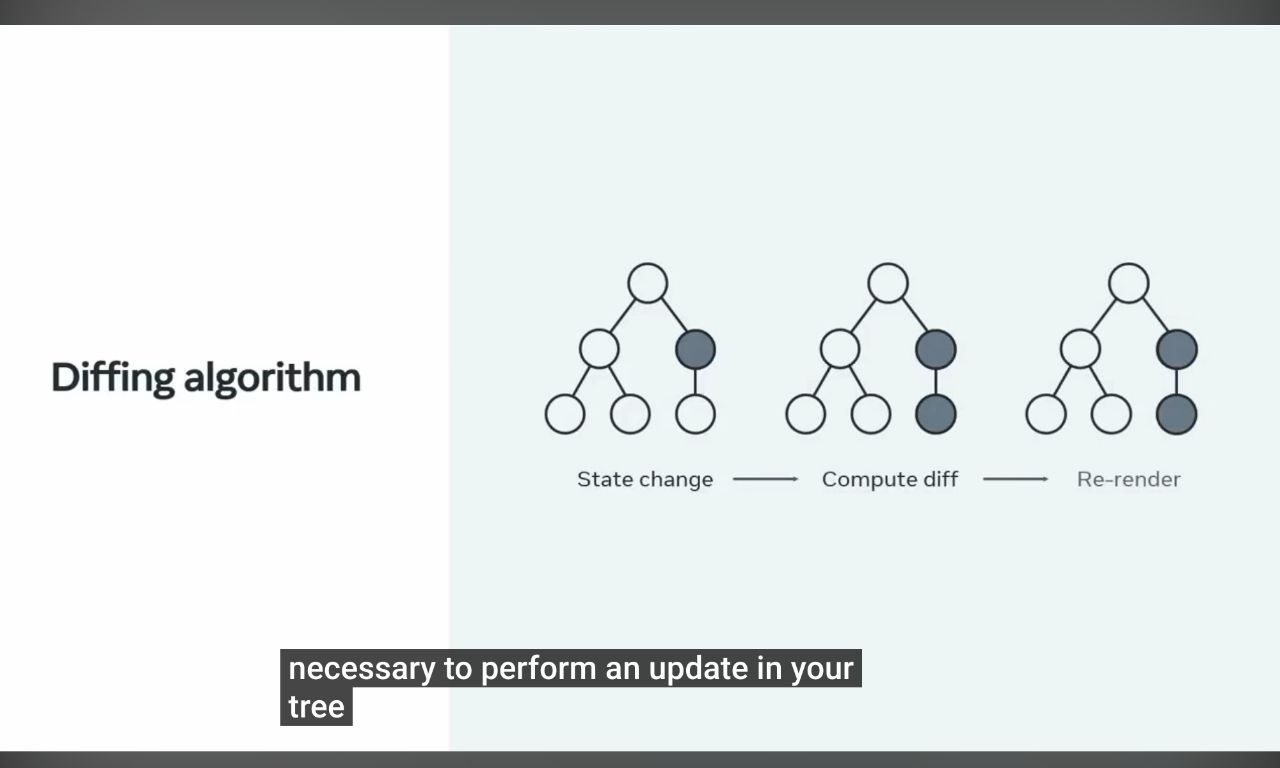 Diffing algorithm
State change
Compute diff
Re-render
necessary to perform an update in your
tree